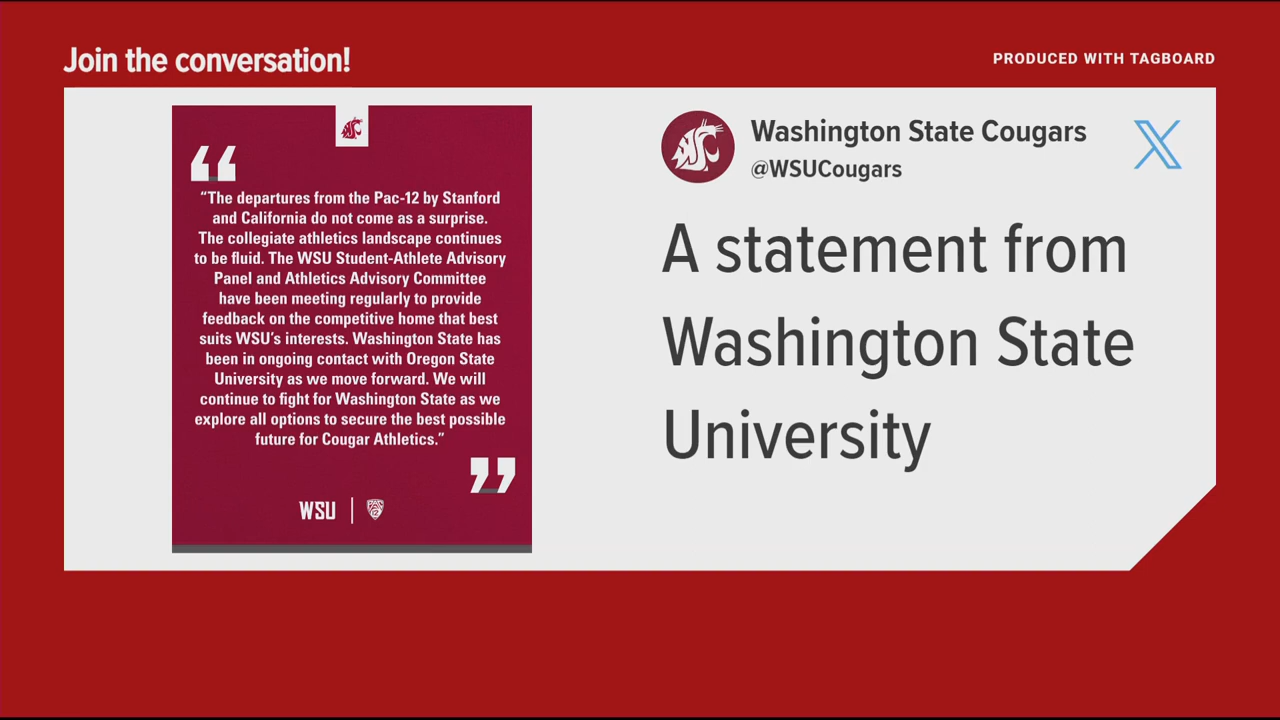 Join the conversation!
PRODUCED WITH TAGBOARD
“The departures from the Pac-12 by Stanford
and California do not come as a surprise.
The collegiate athletics landscape continues
to be fluid. The WSU Student-Athlete Advisory
Panel and Athletics Advisory Committee
have been meeting regularly to provide
feedback on the competitive home that best
suits WSU’s interests. Washington State has
been in ongoing contact with Oregon State
University as we move forward. We will
continue to fight for Washington State as we
explore all options to secure the best possible
future for Cougar Athletics.”
WSU
PAC
12
Washington State Cougars
@WSUCougars
A statement from
Washington State
University